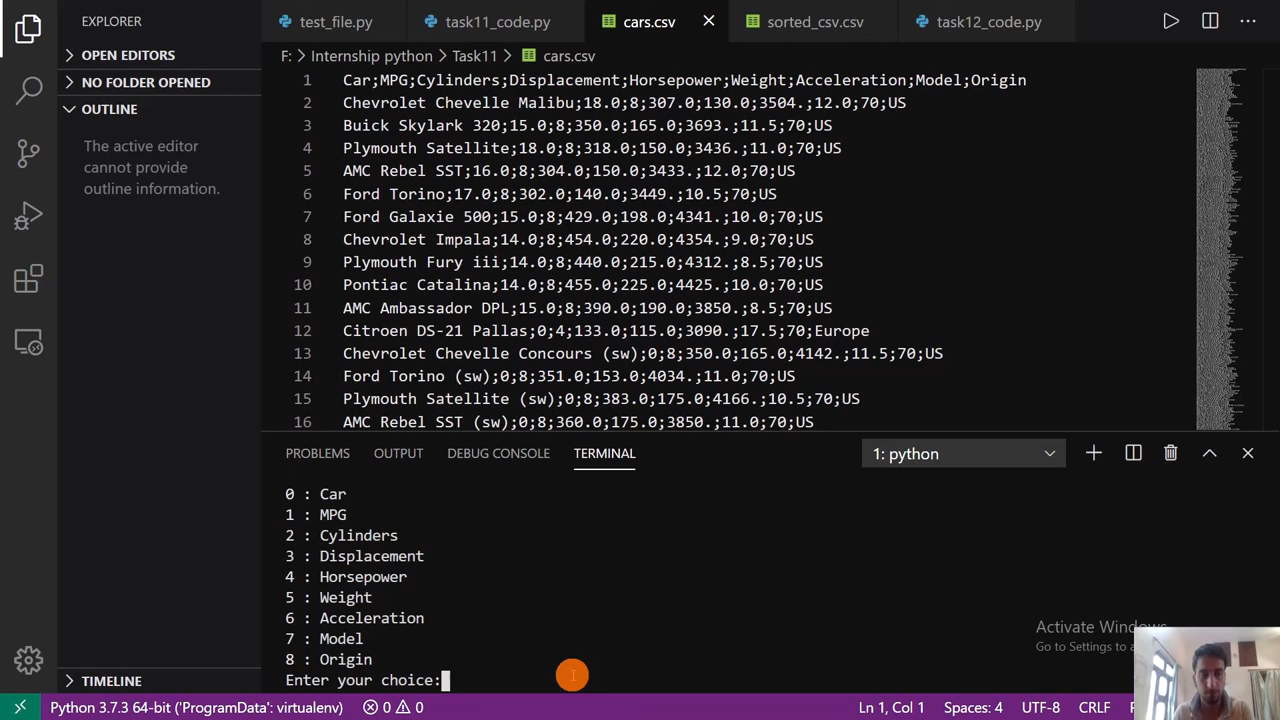 EXPLORER
test_file.py
task11_code.py
cars.csv
sorted_csv.csv
task12_code.py
OPEN EDITORS
NO FOLDER OPENED
OUTLINE
The active editor
cannot provide
outline information.
TIMELINE
F: > Internship python > Task11 > cars.csv
1 Car;MPG;Cylinders;Displacement;Horsepower;Weight;Acceleration;Model;Origin
2 Chevrolet Chevelle Malibu;18.0;8;307.0;130.0;3504.;12.0;70;US
3 Buick Skylark 320;15.0;8;350.0;165.0;3693.;11.5;70;US
4 Plymouth Satellite;18.0;8;318.0;150.0;3436.;11.0;70;US
5 AMC Rebel SST;16.0;8;304.0;150.0;3433.;12.0;70;US
6 Ford Torino;17.0;8;302.0;140.0;3449.;10.5;70;US
7 Ford Galaxie 500;15.0;8;429.0;198.0;4341.;10.0;70;US
8 Chevrolet Impala;14.0;8;454.0;220.0;4354.;9.0;70;US
9 Plymouth Fury iii;14.0;8;440.0;215.0;4312.;8.5;70;US
10 Pontiac Catalina;14.0;8;455.0;225.0;4425.;10.0;70;US
11 AMC Ambassador DPL;15.0;8;390.0;190.0;3850.;8.5;70;US
12 Citroen DS-21 Pallas;0;4;133.0;115.0;3090.;17.5;70;Europe
13 Chevrolet Chevelle Concours (sw);0;8;350.0;165.0;4142.;11.5;70;US
14 Ford Torino (sw);0;8;351.0;153.0;4034.;11.0;70;US
15 Plymouth Satellite (sw);0;8;383.0;175.0;4166.;10.5;70;US
16 AMC Rebel SST (sw);0;8;360.0;175.0;3850.;11.0;70;US
PROBLEMS OUTPUT DEBUG CONSOLE TERMINAL 1: python
0 : Car
1 : MPG
2 : Cylinders
3 : Displacement
4 : Horsepower
5 : Weight
6 : Acceleration
7 : Model
8 : Origin
Enter your choice:
Activate Windows
Go to Settings to a
Python 3.7.3 64-bit ('ProgramData': virtualenv) 0 0 Ln 1, Col 1 Spaces: 4 UTF-8 CRLF